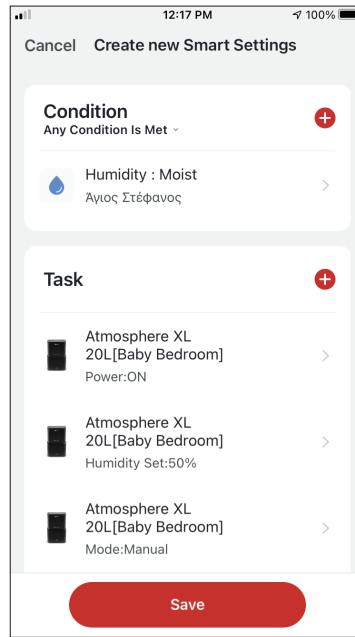 12:17 PM
100%
Cancel Create new Smart Settings
Condition
Any Condition Is Met
Humidity : Moist
Άγιος Στέφανος
Task
Atmosphere XL
20L[Baby Bedroom]
Power:ON
Atmosphere XL
20L[Baby Bedroom]
Humidity Set:50%
Atmosphere XL
20L[Baby Bedroom]
Mode:Manual
Save